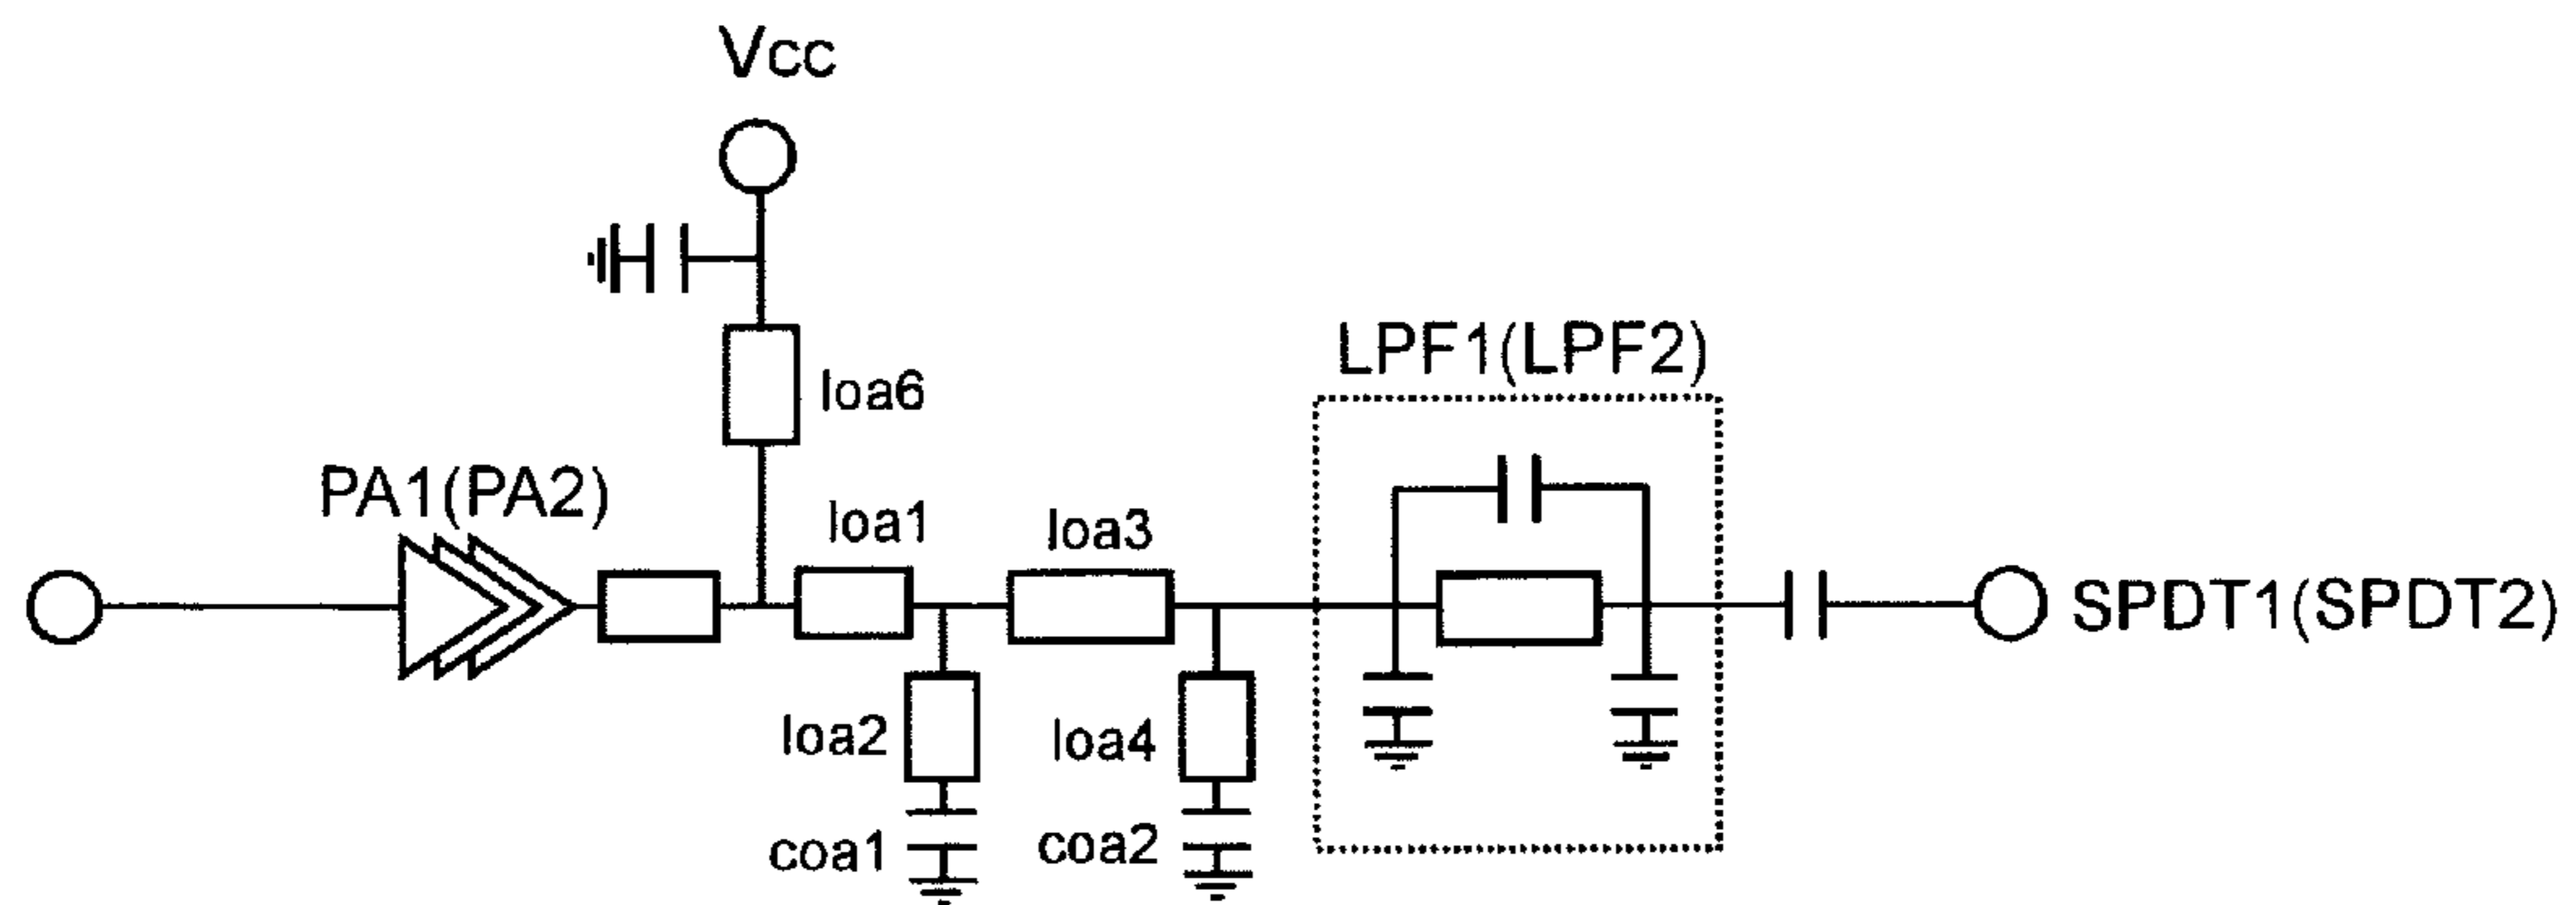 Vcc
loa6
LPF1(LPF2)
PA1(PA2)
loa1
loa3
SPDT1(SPDT2)
loa2
loa4
coa1
coa2